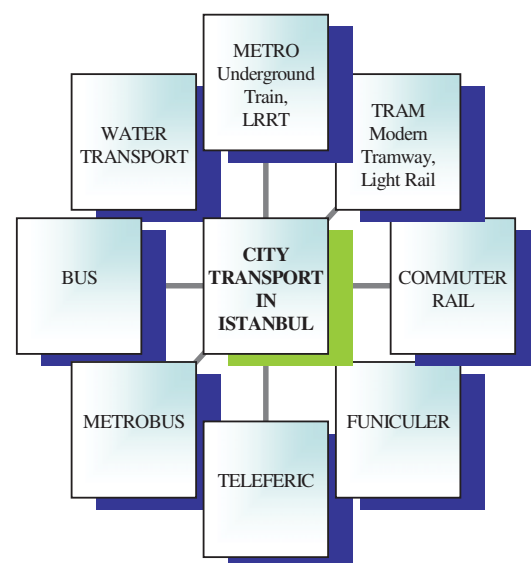 METRO
Underground
Train,
LRRT
TRAM
Modern
Tramway,
Light Rail
COMMUTER
RAIL
FUNICULER
TELEFERIC
METROBUS
BUS
WATER
TRANSPORT
CITY
TRANSPORT
IN
ISTANBUL